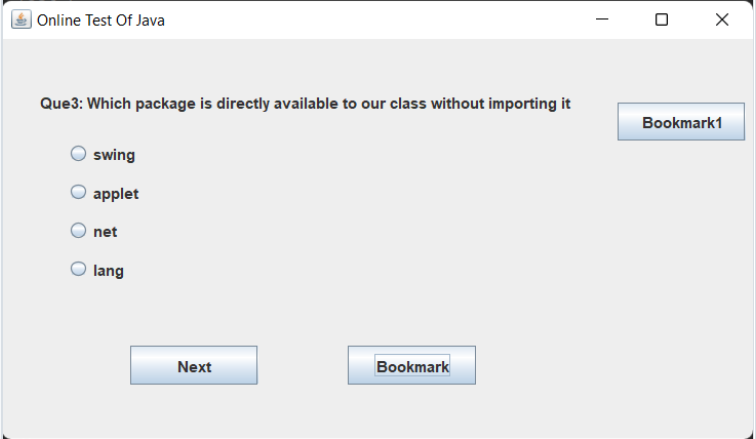 Online Test Of Java
Que3: Which package is directly available to our class without importing it
Bookmark1
swing
applet
net
lang
Next
Bookmark